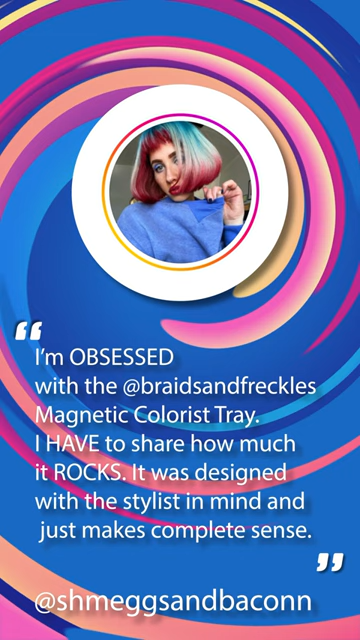 “
I'm OBSESSED
with the @braidsandfreckles
Magnetic Colorist Tray.
I HAVE to share how much
it ROCKS. It was designed
with the stylist in mind and
just makes complete sense.
”
@shmeggsandbaconn